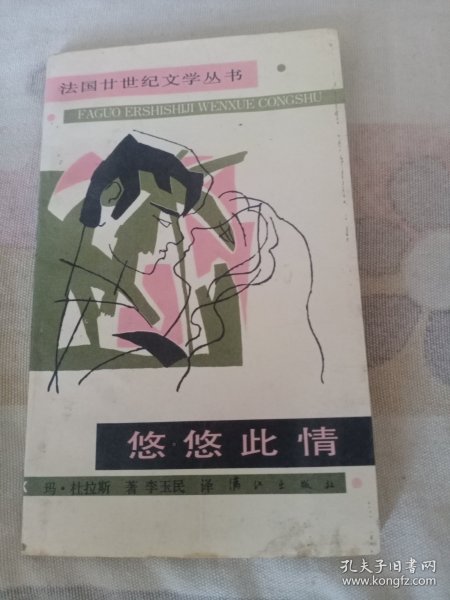 法国廿世纪文学丛书
FAGUO ERSHISHIJI WENXUE CONGSHU
悠悠此情
玛·杜拉斯 著 李玉民 译 漓江出版社
孔夫子旧书网
www.kongfz.com